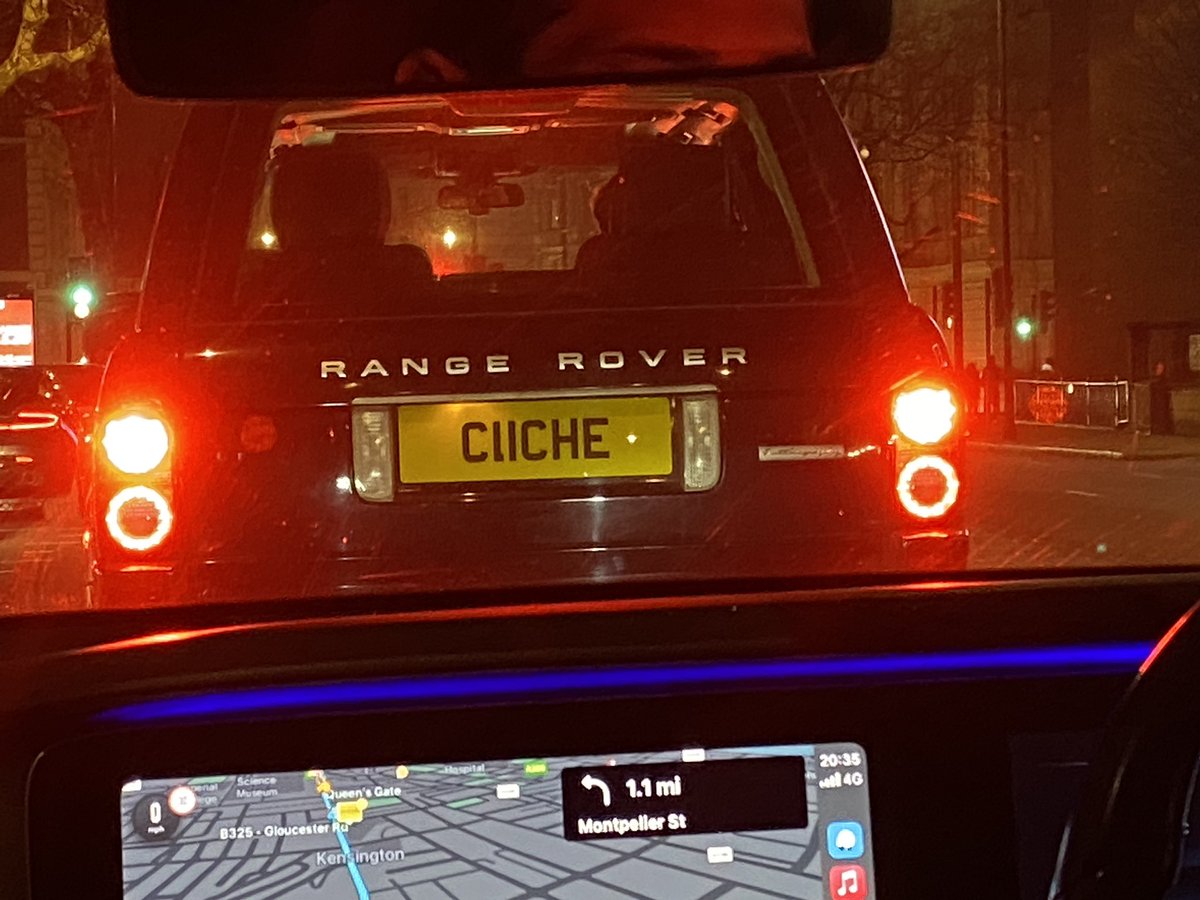 RANGE ROVER
C11CHE
20:35
4G
1.1 mi
Montpelier St
Science
Museum
Hospital
Queen's Gate
0
mph
B325 - Gloucester Rd
Kensington